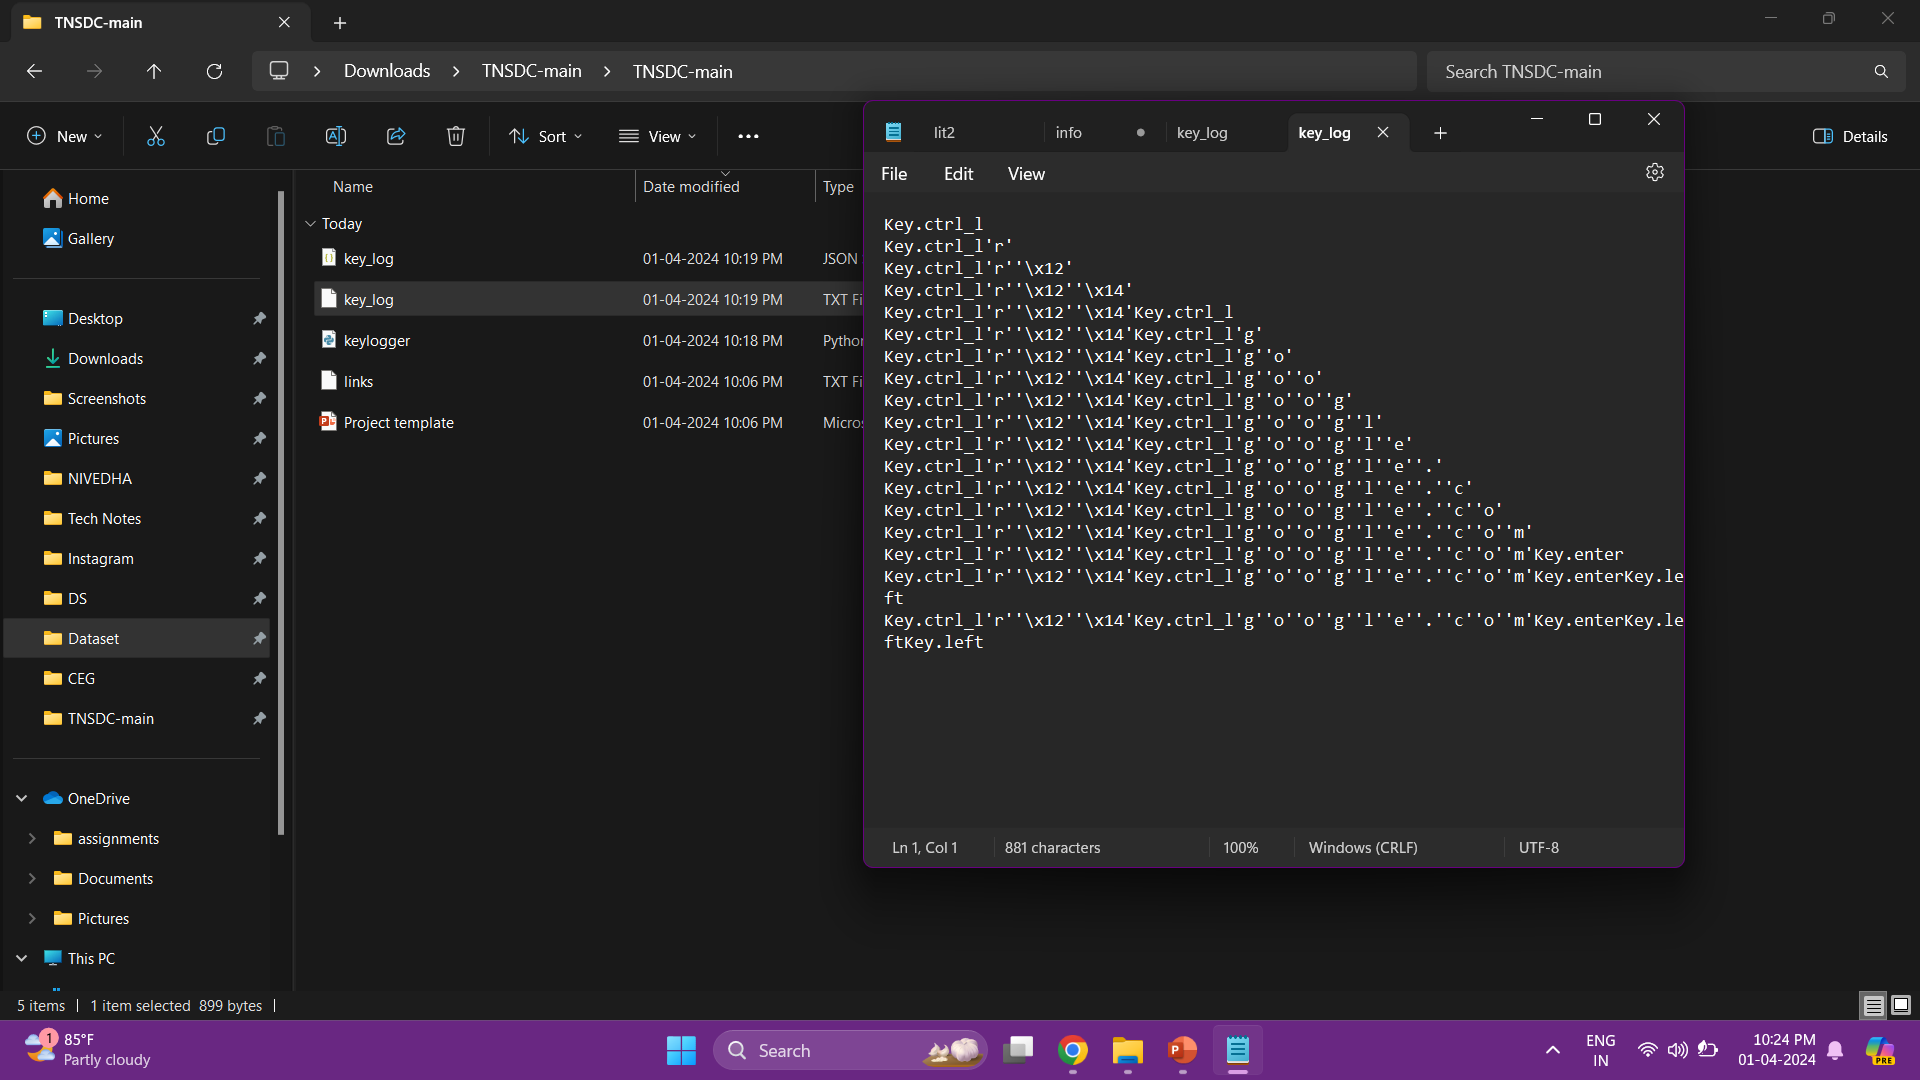 TNSDC-main
Downloads > TNSDC-main > TNSDC-main
Search TNSDC-main
New
Sort
View
Details
Home
Gallery
Desktop
Downloads
Screenshots
Pictures
NIVEDHA
Tech Notes
Instagram
DS
Dataset
CEG
TNSDC-main
OneDrive
assignments
Documents
Pictures
This PC
Name Date modified Type
Today
key_log 01-04-2024 10:19 PM JSON
key_log 01-04-2024 10:19 PM TXT Fi
keylogger 01-04-2024 10:18 PM Pythor
links 01-04-2024 10:06 PM TXT Fi
Project template 01-04-2024 10:06 PM Micros
lit2 info key_log key_log
File Edit View
Key.ctrl_l
Key.ctrl_l'r'
Key.ctrl_l'r''\x12'
Key.ctrl_l'r''\x12''\x14'
Key.ctrl_l'r''\x12''\x14'Key.ctrl_l
Key.ctrl_l'r''\x12''\x14'Key.ctrl_l'g'
Key.ctrl_l'r''\x12''\x14'Key.ctrl_l'g''o'
Key.ctrl_l'r''\x12''\x14'Key.ctrl_l'g''o''o'
Key.ctrl_l'r''\x12''\x14'Key.ctrl_l'g''o''o''g'
Key.ctrl_l'r''\x12''\x14'Key.ctrl_l'g''o''o''g''l'
Key.ctrl_l'r''\x12''\x14'Key.ctrl_l'g''o''o''g''l''e'
Key.ctrl_l'r''\x12''\x14'Key.ctrl_l'g''o''o''g''l''e''.'
Key.ctrl_l'r''\x12''\x14'Key.ctrl_l'g''o''o''g''l''e''.''c'
Key.ctrl_l'r''\x12''\x14'Key.ctrl_l'g''o''o''g''l''e''.''c''o'
Key.ctrl_l'r''\x12''\x14'Key.ctrl_l'g''o''o''g''l''e''.''c''o''m'
Key.ctrl_l'r''\x12''\x14'Key.ctrl_l'g''o''o''g''l''e''.''c''o''m'Key.enter
Key.ctrl_l'r''\x12''\x14'Key.ctrl_l'g''o''o''g''l''e''.''c''o''m'Key.enterKey.le
ft
Key.ctrl_l'r''\x12''\x14'Key.ctrl_l'g''o''o''g''l''e''.''c''o''m'Key.enterKey.le
ftKey.left
Ln 1, Col 1 881 characters 100% Windows (CRLF) UTF-8
5 items 1 item selected 899 bytes
1
85°F
Partly cloudy
Search
P
ENG
IN
10:24 PM
01-04-2024
PRE